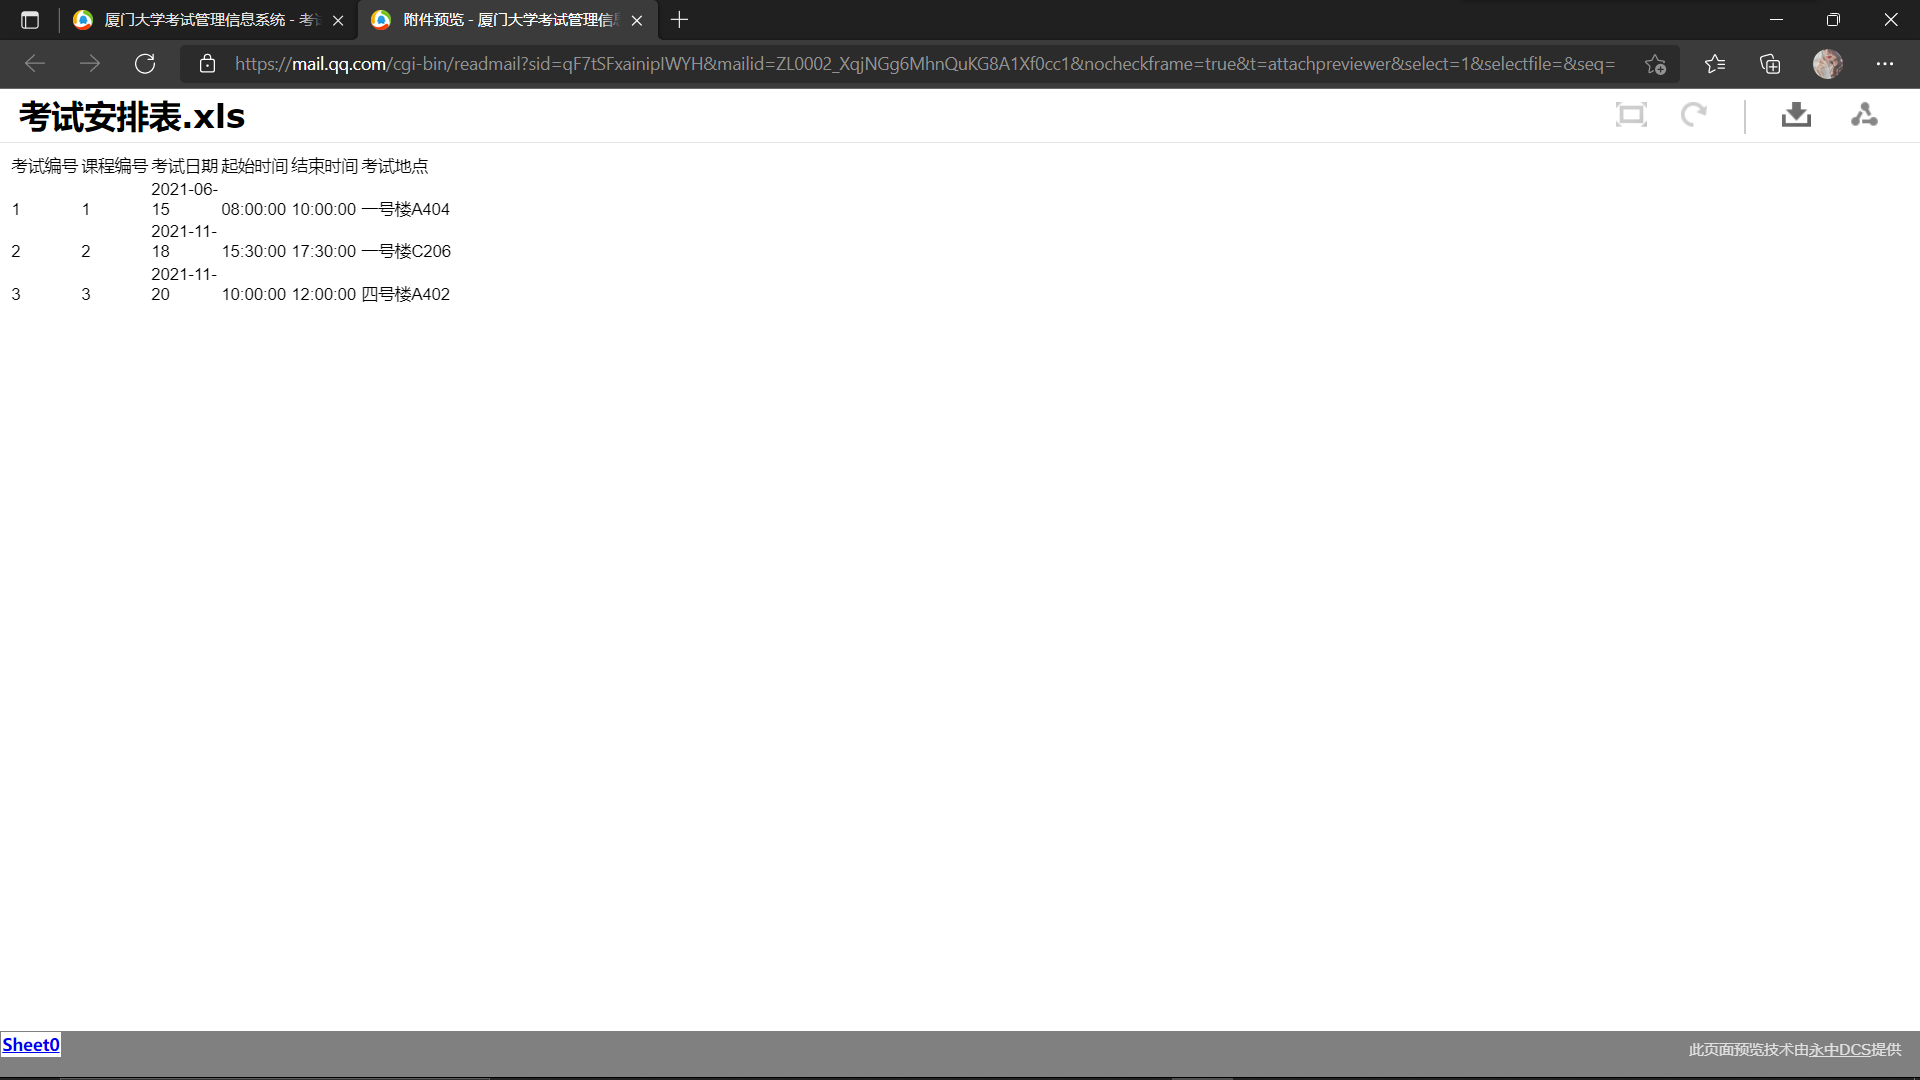 厦门大学考试管理信息系统 - 考
附件预览 - 厦门大学考试管理信
https://mail.qq.com/cgi-bin/readmail?sid=qF7tSFxainipIWYH&mailid=ZL0002_XqjNGg6MhnQuKG8A1Xf0cc1&nocheckframe=true&t=attachpreviewer&select=1&selectfile=&seq=
考试安排表.xls
考试编号 课程编号 考试日期 起始时间 结束时间 考试地点
2021-06-
1 1 15 08:00:00 10:00:00 一号楼A404
2021-11-
2 2 18 15:30:00 17:30:00 一号楼C206
2021-11-
3 3 20 10:00:00 12:00:00 四号楼A402
Sheet0
此页面预览技术由永中DCS提供